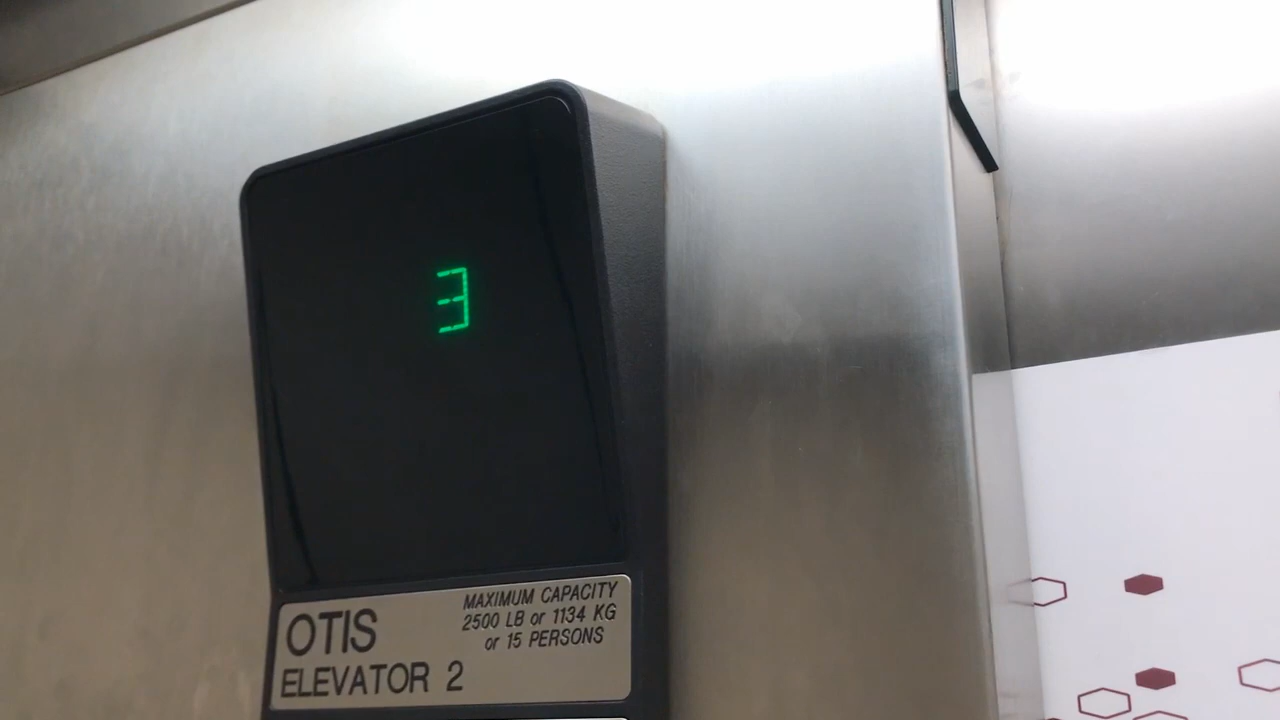 3
OTIS
ELEVATOR 2
MAXIMUM CAPACITY
2500 LB or 1134 KG
or 15 PERSONS